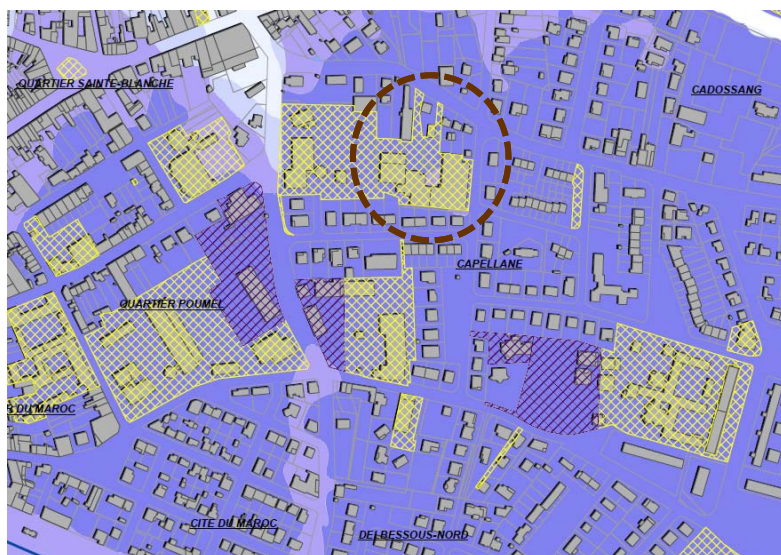 QUARTIER SAINTE-BLANCHE
CADOSSANG
CAPELLANE
QUARTIER POUMEL
R DU MAROC
CITE DU MAROC
DELBESSOUS-NORD